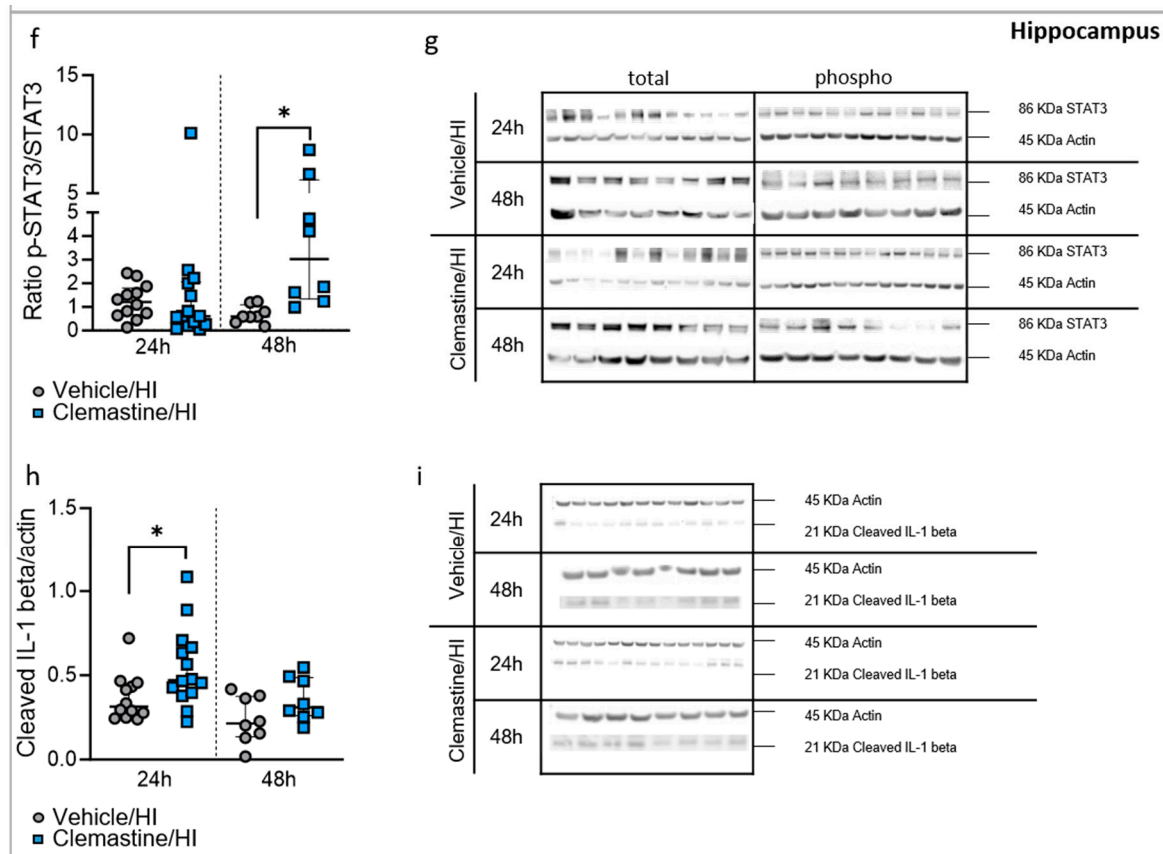 Hippocampus
f
Ratio p-STAT3/STAT3
15
10
5
5
4
3
2
1
0
*
24h
48h
Vehicle/HI
Clemastine/HI
g
total
phospho
Vehicle/HI
24h
86 KDa STAT3
45 KDa Actin
48h
86 KDa STAT3
45 KDa Actin
Clemastine/HI
24h
86 KDa STAT3
45 KDa Actin
48h
86 KDa STAT3
45 KDa Actin
h
Cleaved IL-1 beta/actin
1.5
1.0
0.5
0.0
*
24h
48h
Vehicle/HI
Clemastine/HI
i
Vehicle/HI
24h
45 KDa Actin
21 KDa Cleaved IL-1 beta
48h
45 KDa Actin
21 KDa Cleaved IL-1 beta
Clemastine/HI
24h
45 KDa Actin
21 KDa Cleaved IL-1 beta
48h
45 KDa Actin
21 KDa Cleaved IL-1 beta